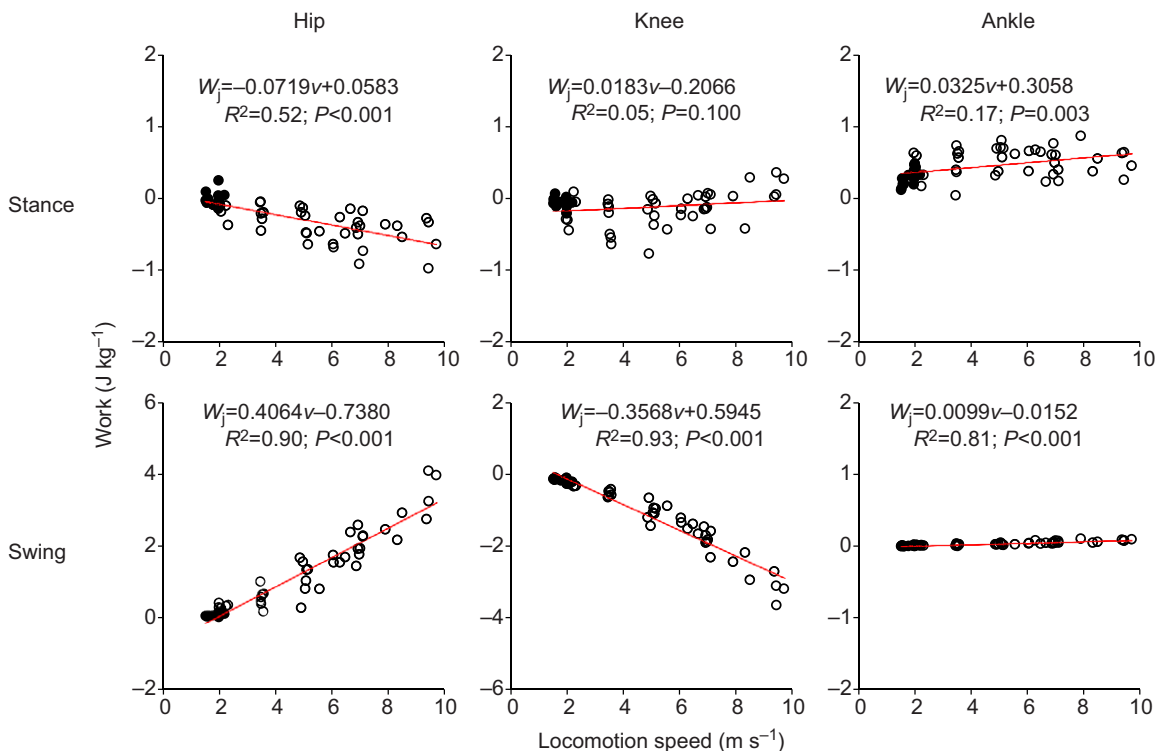 Hip
Knee
Ankle
Stance
Swing
Work (J kg⁻¹)
Locomotion speed (m s⁻¹)
2
1
0
–1
–2
0 2 4 6 8 10
W_j=–0.0719v+0.0583
R²=0.52; P<0.001
2
1
0
–1
–2
0 2 4 6 8 10
W_j=0.0183v–0.2066
R²=0.05; P=0.100
2
1
0
–1
–2
0 2 4 6 8 10
W_j=0.0325v+0.3058
R²=0.17; P=0.003
6
4
2
0
–2
0 2 4 6 8 10
W_j=0.4064v–0.7380
R²=0.90; P<0.001
2
0
–2
–4
–6
0 2 4 6 8 10
W_j=–0.3568v+0.5945
R²=0.93; P<0.001
2
1
0
–1
–2
0 2 4 6 8 10
W_j=0.0099v–0.0152
R²=0.81; P<0.001